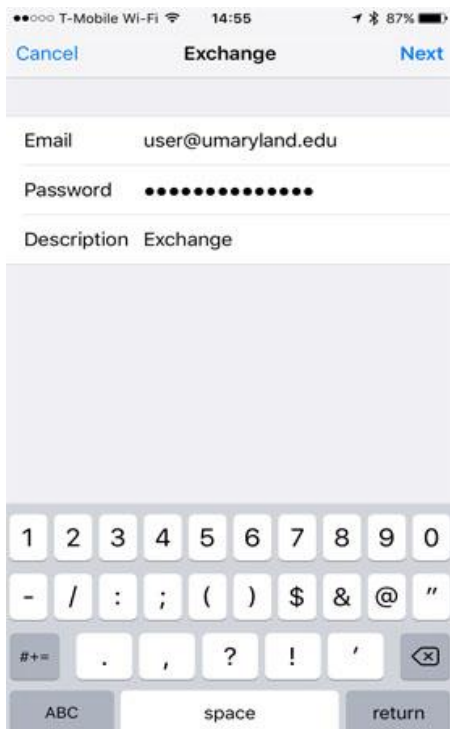 T-Mobile Wi-Fi 14:55 87%
Cancel Exchange Next
Email user@umaryland.edu
Password ••••••••••••••
Description Exchange
1 2 3 4 5 6 7 8 9 0
- / : ; ( ) $ & @ "
#+= . , ? ! '
ABC space return